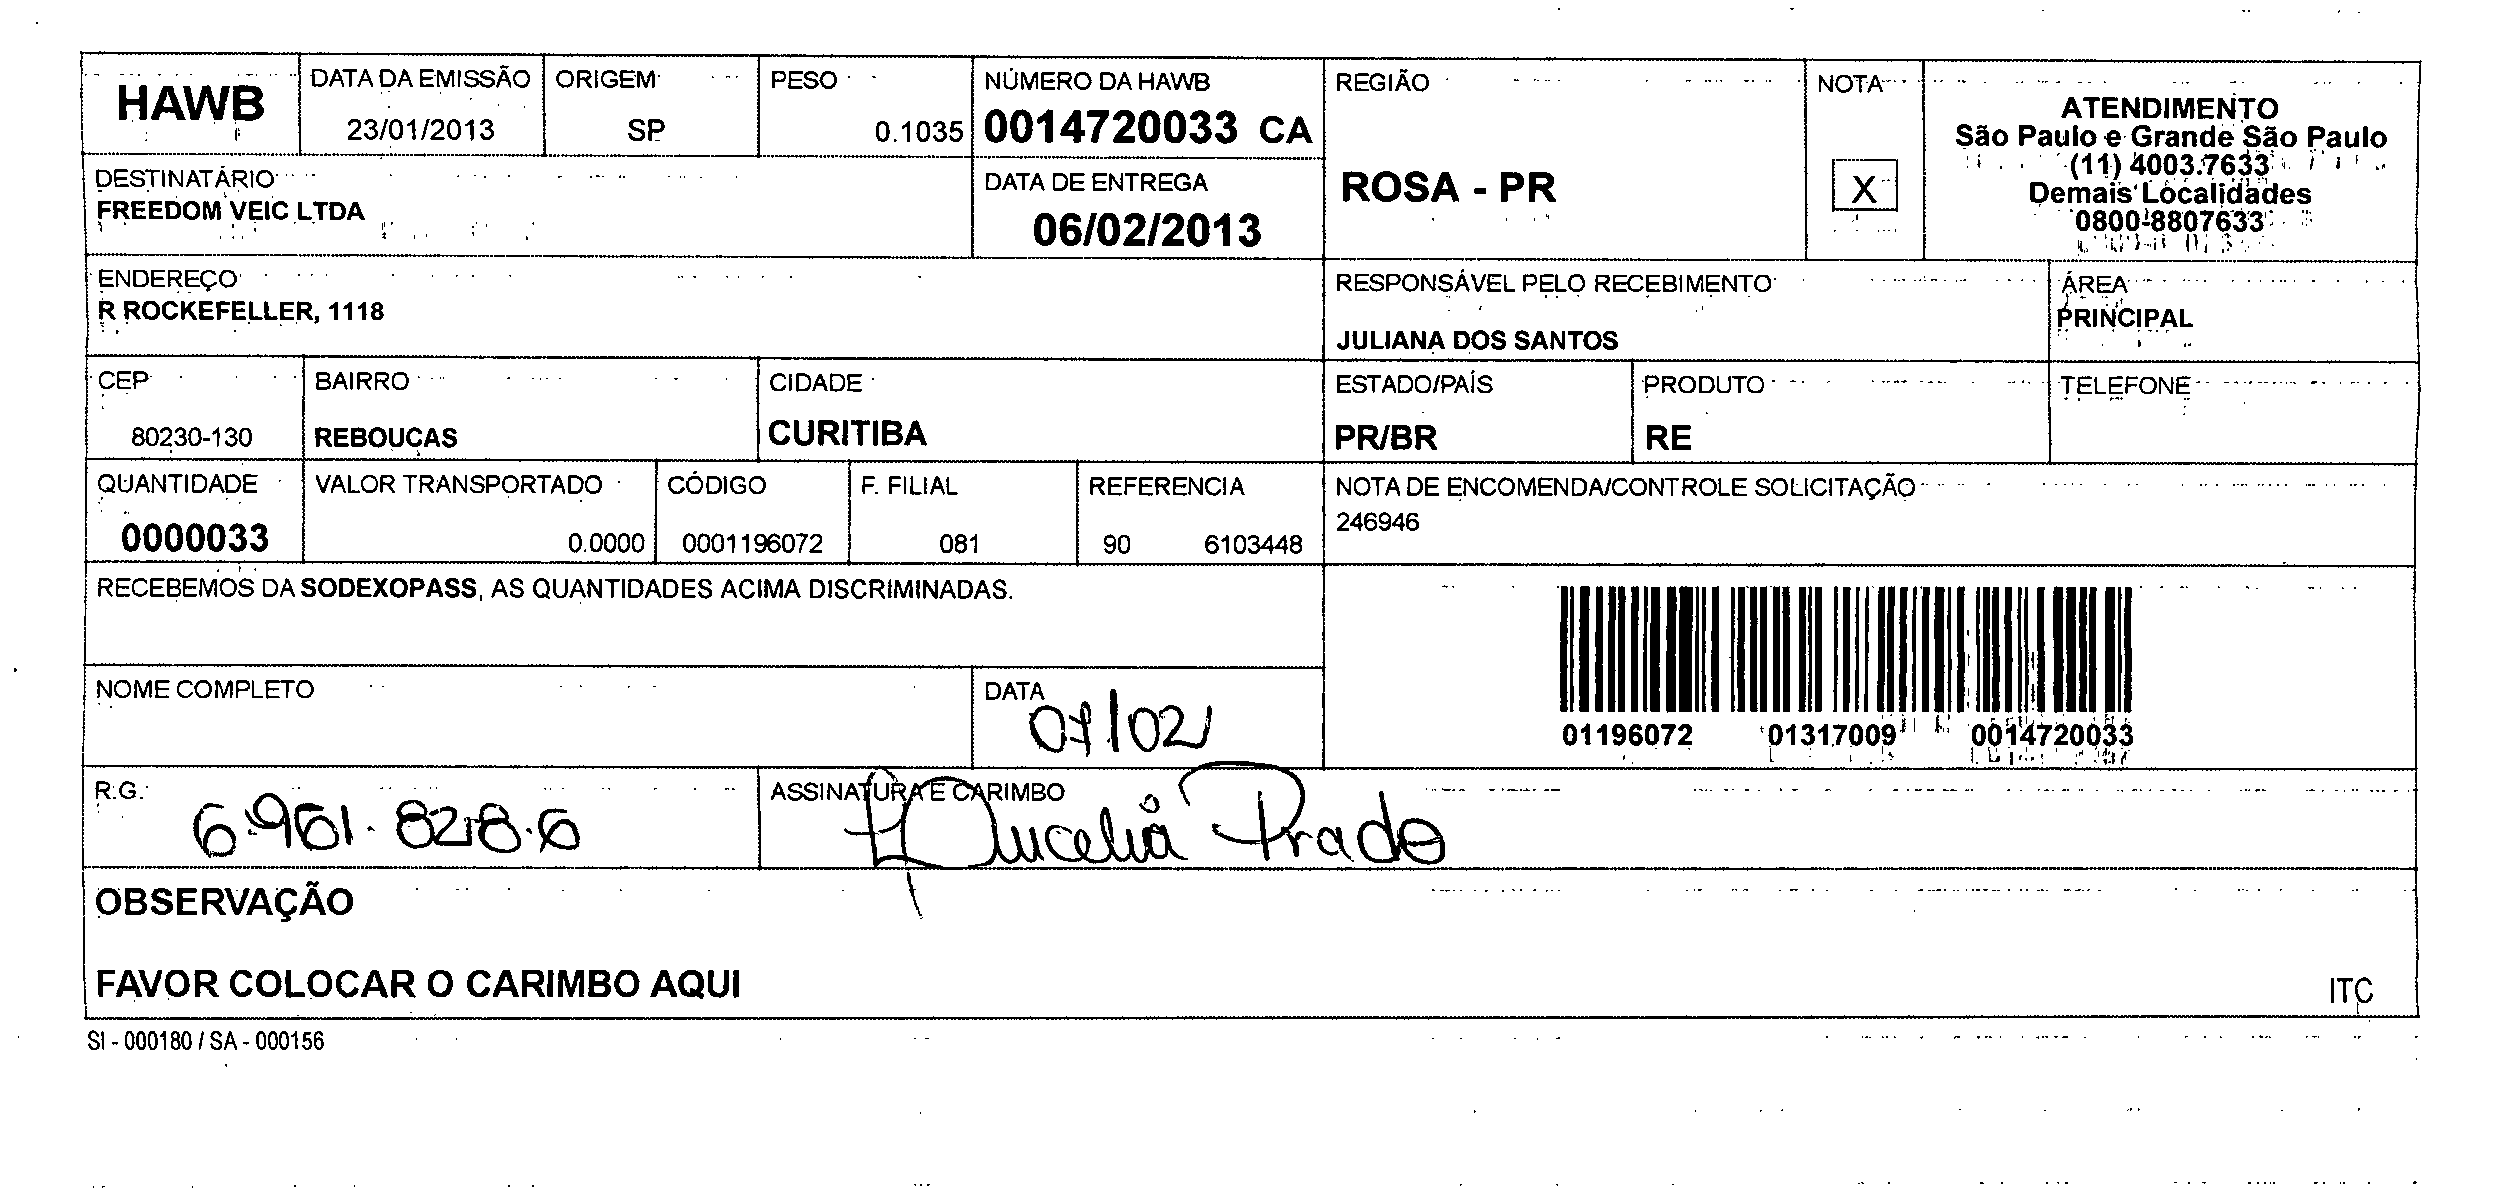 HAWB
DATA DA EMISSÃO
23/01/2013
ORIGEM
SP
PESO
0.1035
NÚMERO DA HAWB
0014720033 CA
REGIÃO
ROSA - PR
NOTA
X
ATENDIMENTO
São Paulo e Grande São Paulo
(11) 4003.7633
Demais Localidades
0800-8807633
DESTINATÁRIO
FREEDOM VEIC LTDA
DATA DE ENTREGA
06/02/2013
ENDEREÇO
R ROCKEFELLER, 1118
RESPONSÁVEL PELO RECEBIMENTO
JULIANA DOS SANTOS
ÁREA
PRINCIPAL
CEP
80230-130
BAIRRO
REBOUCAS
CIDADE
CURITIBA
ESTADO/PAÍS
PR/BR
PRODUTO
RE
TELEFONE
QUANTIDADE
0000033
VALOR TRANSPORTADO
0.0000
CÓDIGO
0001196072
F. FILIAL
081
REFERENCIA
90 6103448
NOTA DE ENCOMENDA/CONTROLE SOLICITAÇÃO
246946
RECEBEMOS DA SODEXOPASS, AS QUANTIDADES ACIMA DISCRIMINADAS.
01196072 01317009 0014720033
NOME COMPLETO
DATA
07/02/
R.G.
6.961.828.6
ASSINATURA E CARIMBO
Prado
OBSERVAÇÃO
FAVOR COLOCAR O CARIMBO AQUI
ITC
SI - 000180 / SA - 000156